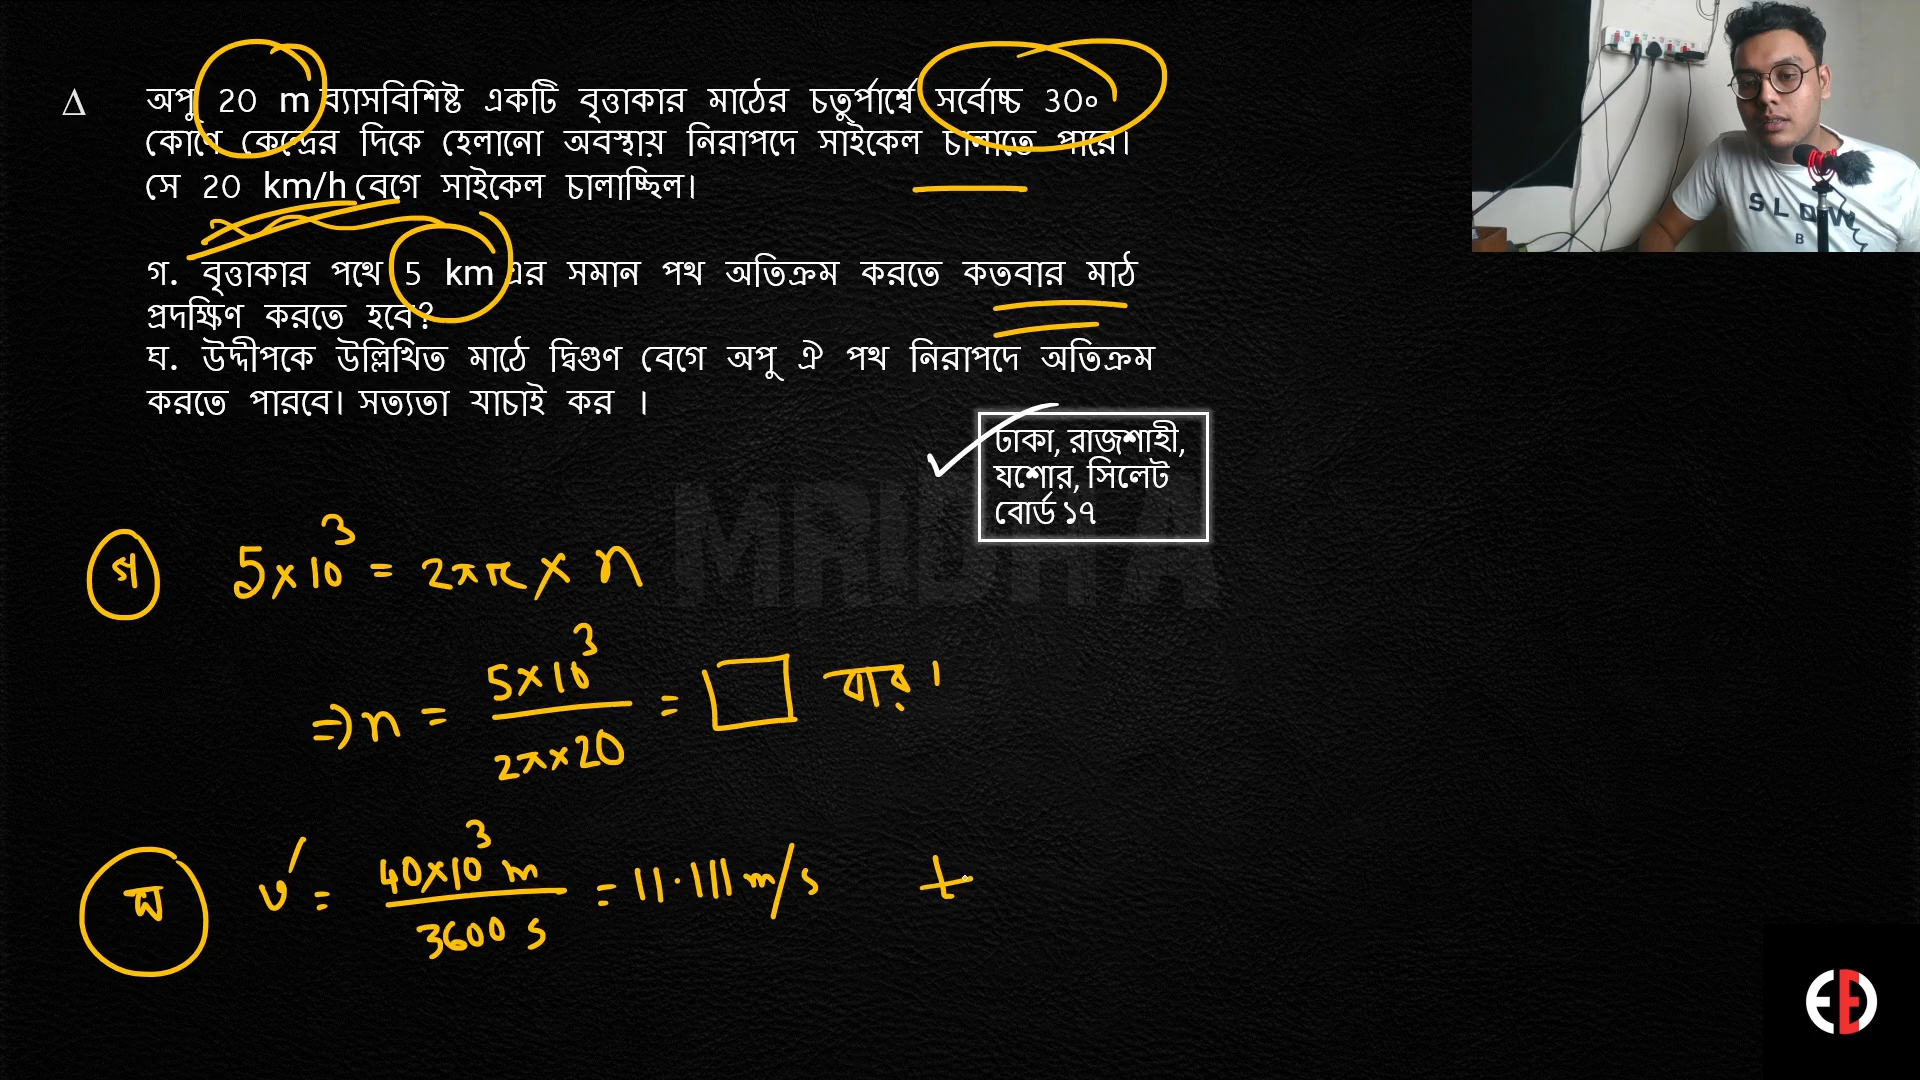 ∆ অপু 20 m ব্যাসবিশিষ্ট একটি বৃত্তাকার মাঠের চতুর্পার্শ্বে সর্বোচ্চ 30°
কোণে কেন্দ্রের দিকে হেলানো অবস্থায় নিরাপদে সাইকেল চালাতে পারে।
সে 20 km/h বেগে সাইকেল চালাচ্ছিল।
গ. বৃত্তাকার পথে 5 km এর সমান পথ অতিক্রম করতে কতবার মাঠ
প্রদক্ষিণ করতে হবে?
ঘ. উদ্দীপকে উল্লিখিত মাঠে দ্বিগুণ বেগে অপু ঐ পথ নিরাপদে অতিক্রম
করতে পারবে। সত্যতা যাচাই কর ।
ঢাকা, রাজশাহী,
যশোর, সিলেট
বোর্ড ১৭
MRIDHA
গ 5×10³ = 2πr × n
⇒ n = 5×10³ / 2π×20 = □ বার।
ঘ v′ = 40×10³ m / 3600 s = 11.111 m/s t
SLOW
B